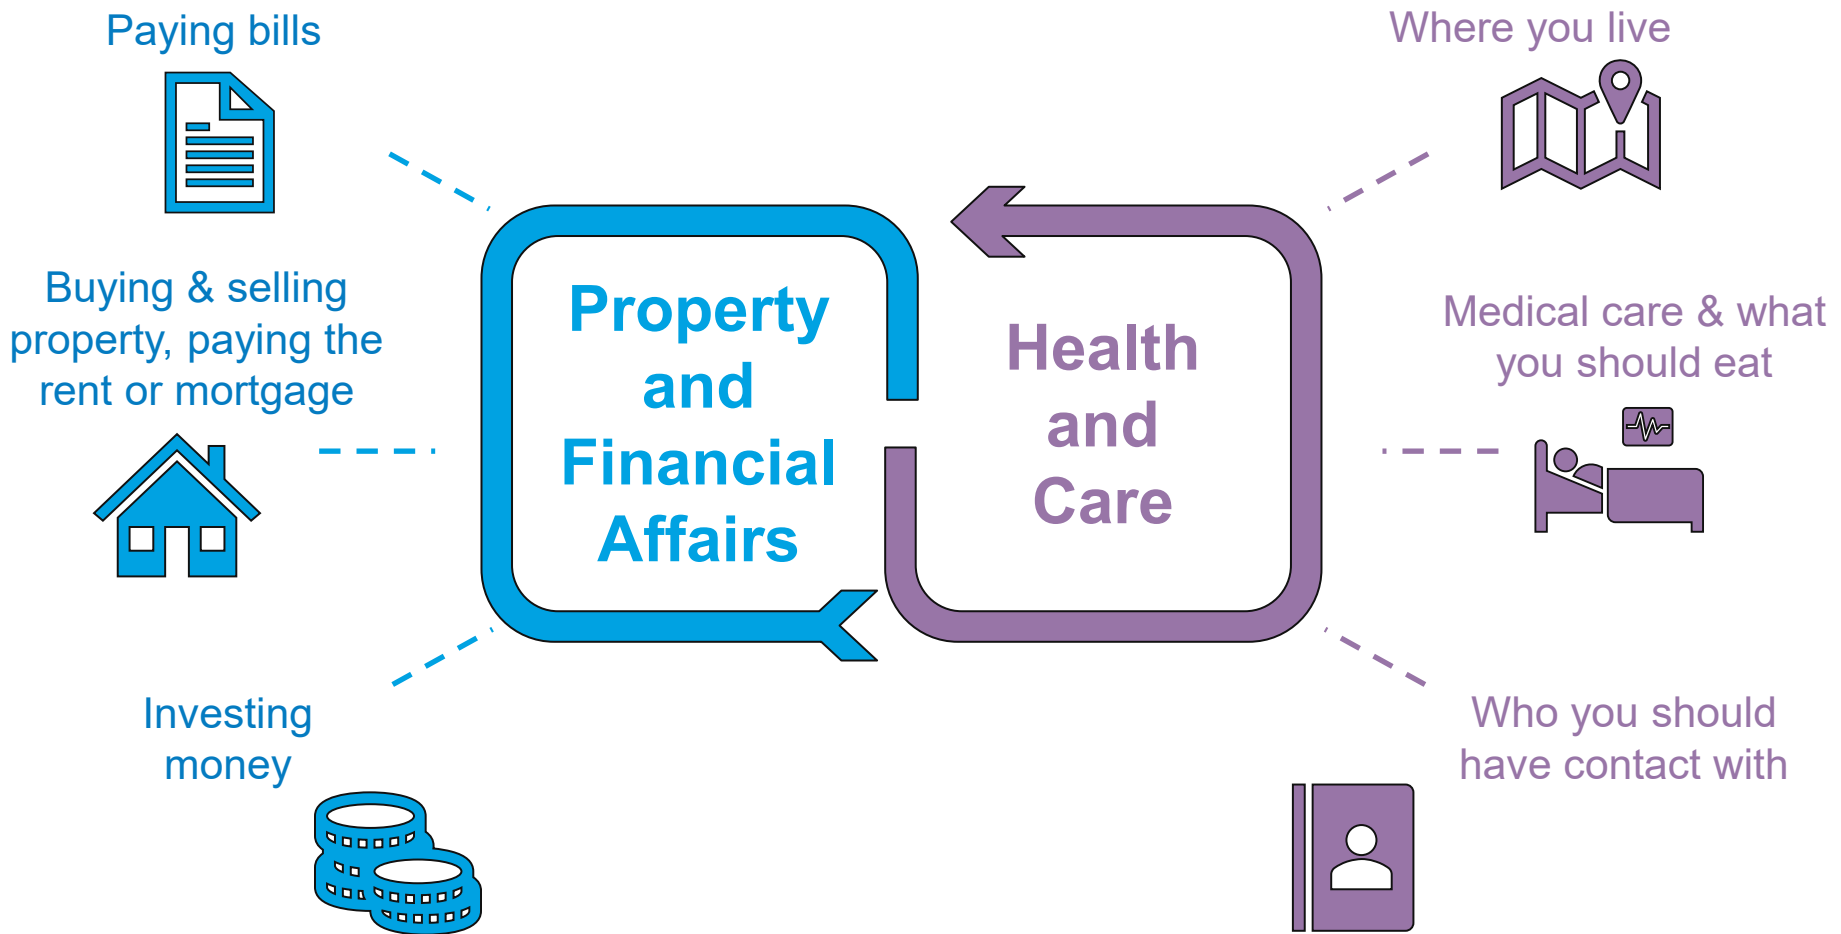 Paying bills
Buying & selling
property, paying the
rent or mortgage
Investing
money
Property
and
Financial
Affairs
Health
and
Care
Where you live
Medical care & what
you should eat
Who you should
have contact with